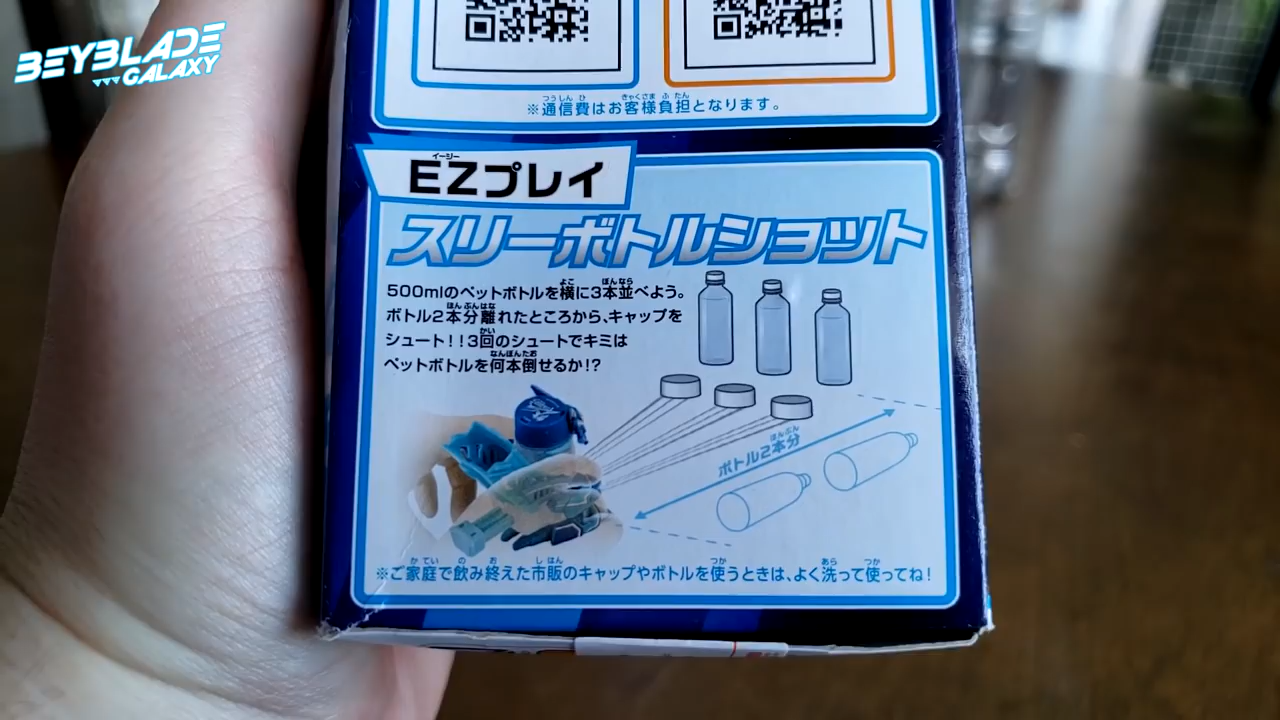 BEYBLADE
GALAXY
※通信費はお客様負担となります。
EZプレイ
スリーボトルショット
500mlのペットボトルを横に3本並べよう。
ボトル2本分離れたところから、キャップを
シュート!!3回のシュートでキミは
ペットボトルを何本倒せるか!?
ボトル2本分
※ご家庭で飲み終えた市販のキャップやボトルを使うときは、よく洗って使ってね!